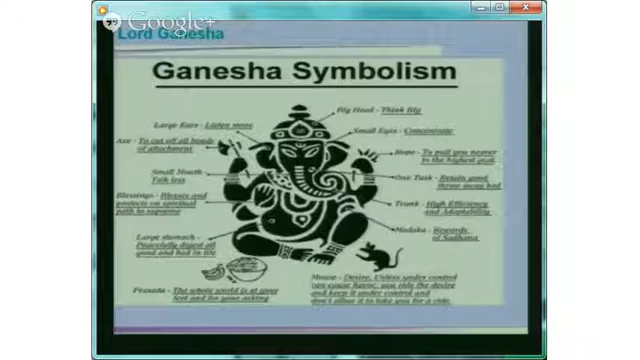 Google+
Lord Ganesha
Ganesha Symbolism
Big Head - Think Big
Large Ears - Listen more
Small Eyes - Concentrate
Axe - To cut off all bonds
of attachment
Rope - To pull you nearer
to the highest goal
Small Mouth
Talk less
One Tusk - Retain good
throw away bad
Blessings - Blesses and
protects on spiritual
path to supreme
Trunk - High Efficiency
and Adaptability
Modaka - Rewards
of Sadhana
Large stomach -
Peacefully digest all
good and bad in life
Prasada - The whole world is at your
feet and for your asking
Mouse - Desire, Unless under control
can cause havoc, you ride the desire
and keep it under control and
don't allow it to take you for a ride.